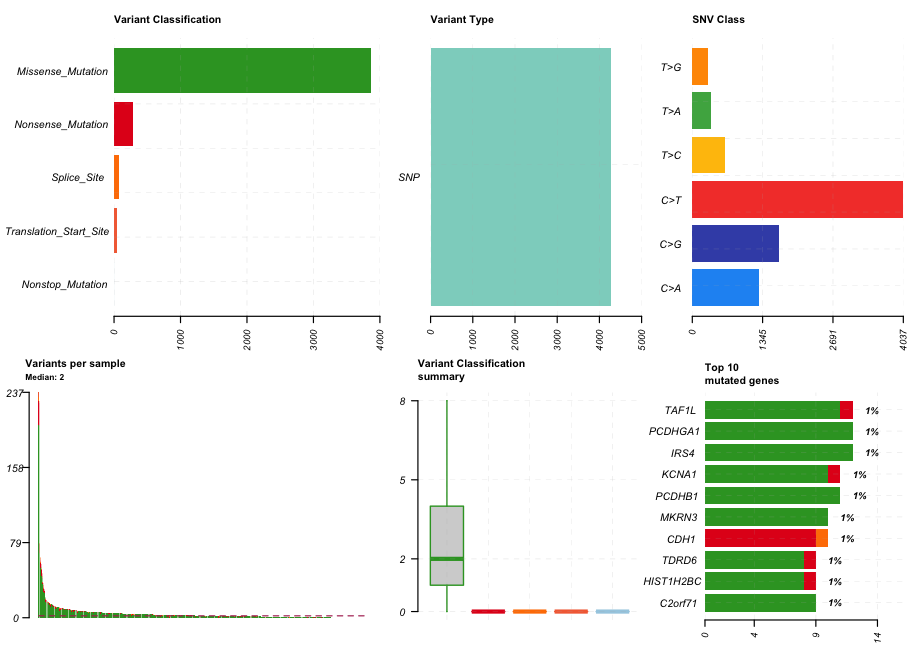 Variant Classification
Missense_Mutation
Nonsense_Mutation
Splice_Site
Translation_Start_Site
Nonstop_Mutation
0
1000
2000
3000
4000
Variant Type
SNP
0
1000
2000
3000
4000
5000
SNV Class
T>G
T>A
T>C
C>T
C>G
C>A
0
1345
2691
4037
Variants per sample
Median: 2
237
158
79
0
Variant Classification
summary
8
5
2
0
Top 10
mutated genes
TAF1L 1%
PCDHGA1 1%
IRS4 1%
KCNA1 1%
PCDHB1 1%
MKRN3 1%
CDH1 1%
TDRD6 1%
HIST1H2BC 1%
C2orf71 1%
0
4
9
14